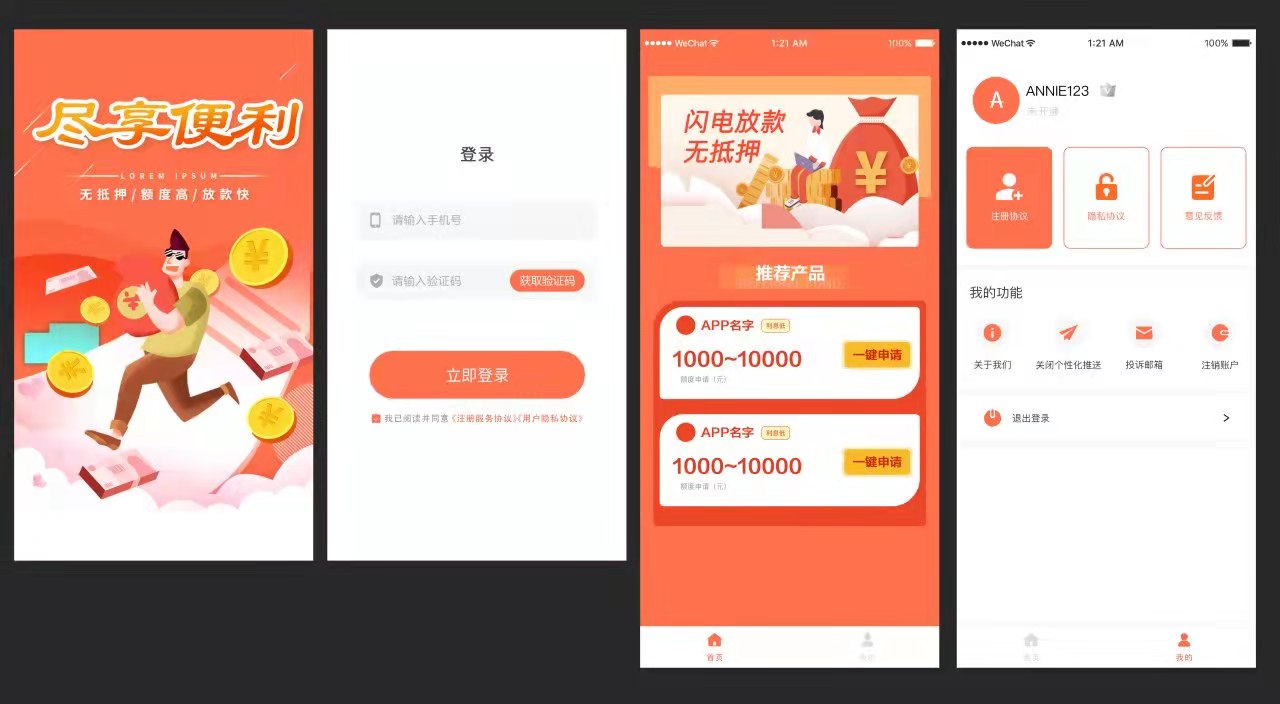 尽享便利
LOREM IPSUM
无抵押/额度高/放款快
登录
请输入手机号
请输入验证码
获取验证码
立即登录
我已阅读并同意《注册服务协议》《用户隐私协议》
WeChat
1:21 AM
100%
闪电放款
无抵押
推荐产品
APP名字
利息低
1000~10000
一键申请
额度申请（元）
APP名字
利息低
1000~10000
一键申请
额度申请（元）
首页
我的
WeChat
1:21 AM
100%
A
ANNIE123
未开通
注册协议
隐私协议
意见反馈
我的功能
关于我们
关闭个性化推送
投诉邮箱
注销账户
退出登录
首页
我的